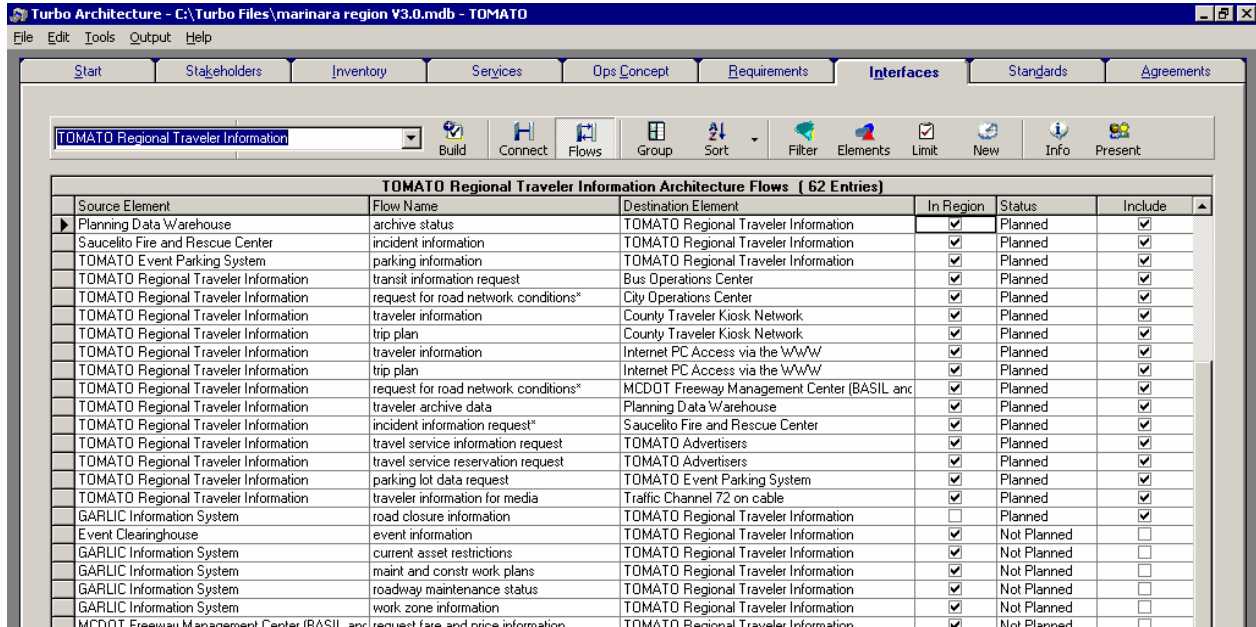 Turbo Architecture - C:\Turbo Files\marinara region V3.0.mdb - TOMATO
File Edit Tools Output Help
Start Stakeholders Inventory Services Ops Concept Requirements Interfaces Standards Agreements
TOMATO Regional Traveler Information Build Connect Flows Group Sort Filter Elements Limit New Info Present
TOMATO Regional Traveler Information Architecture Flows ( 62 Entries)
Source Element Flow Name Destination Element In Region Status Include
Planning Data Warehouse archive status TOMATO Regional Traveler Information Planned
Saucelito Fire and Rescue Center incident information TOMATO Regional Traveler Information Planned
TOMATO Event Parking System parking information TOMATO Regional Traveler Information Planned
TOMATO Regional Traveler Information transit information request Bus Operations Center Planned
TOMATO Regional Traveler Information request for road network conditions* City Operations Center Planned
TOMATO Regional Traveler Information traveler information County Traveler Kiosk Network Planned
TOMATO Regional Traveler Information trip plan County Traveler Kiosk Network Planned
TOMATO Regional Traveler Information traveler information Internet PC Access via the WWW Planned
TOMATO Regional Traveler Information trip plan Internet PC Access via the WWW Planned
TOMATO Regional Traveler Information request for road network conditions* MCDOT Freeway Management Center (BASIL anc Planned
TOMATO Regional Traveler Information traveler archive data Planning Data Warehouse Planned
TOMATO Regional Traveler Information incident information request* Saucelito Fire and Rescue Center Planned
TOMATO Regional Traveler Information travel service information request TOMATO Advertisers Planned
TOMATO Regional Traveler Information travel service reservation request TOMATO Advertisers Planned
TOMATO Regional Traveler Information parking lot data request TOMATO Event Parking System Planned
TOMATO Regional Traveler Information traveler information for media Traffic Channel 72 on cable Planned
GARLIC Information System road closure information TOMATO Regional Traveler Information Planned
Event Clearinghouse event information TOMATO Regional Traveler Information Not Planned
GARLIC Information System current asset restrictions TOMATO Regional Traveler Information Not Planned
GARLIC Information System maint and constr work plans TOMATO Regional Traveler Information Not Planned
GARLIC Information System roadway maintenance status TOMATO Regional Traveler Information Not Planned
GARLIC Information System work zone information TOMATO Regional Traveler Information Not Planned
MCDOT Freeway Management Center (BASIL anc request fare and price information TOMATO Regional Traveler Information Not Planned